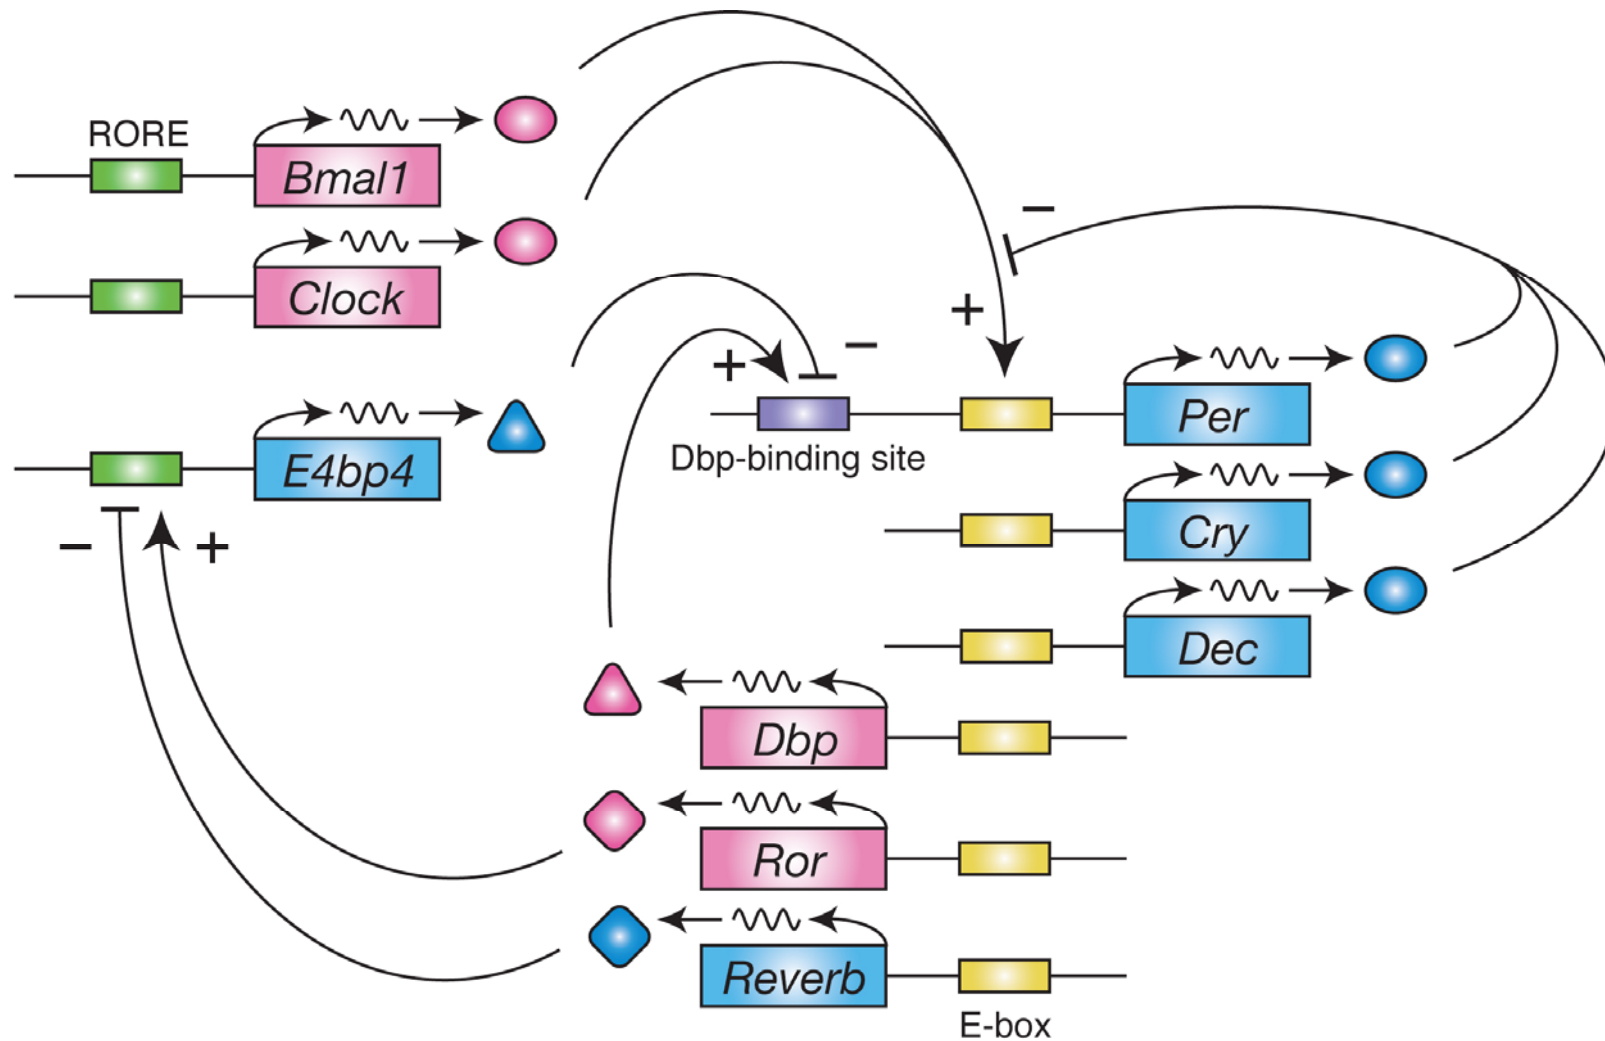 RORE
Bmal1
Clock
E4bp4
−
+
+
−
Dbp-binding site
+
−
Per
Cry
Dec
Dbp
Ror
Reverb
E-box